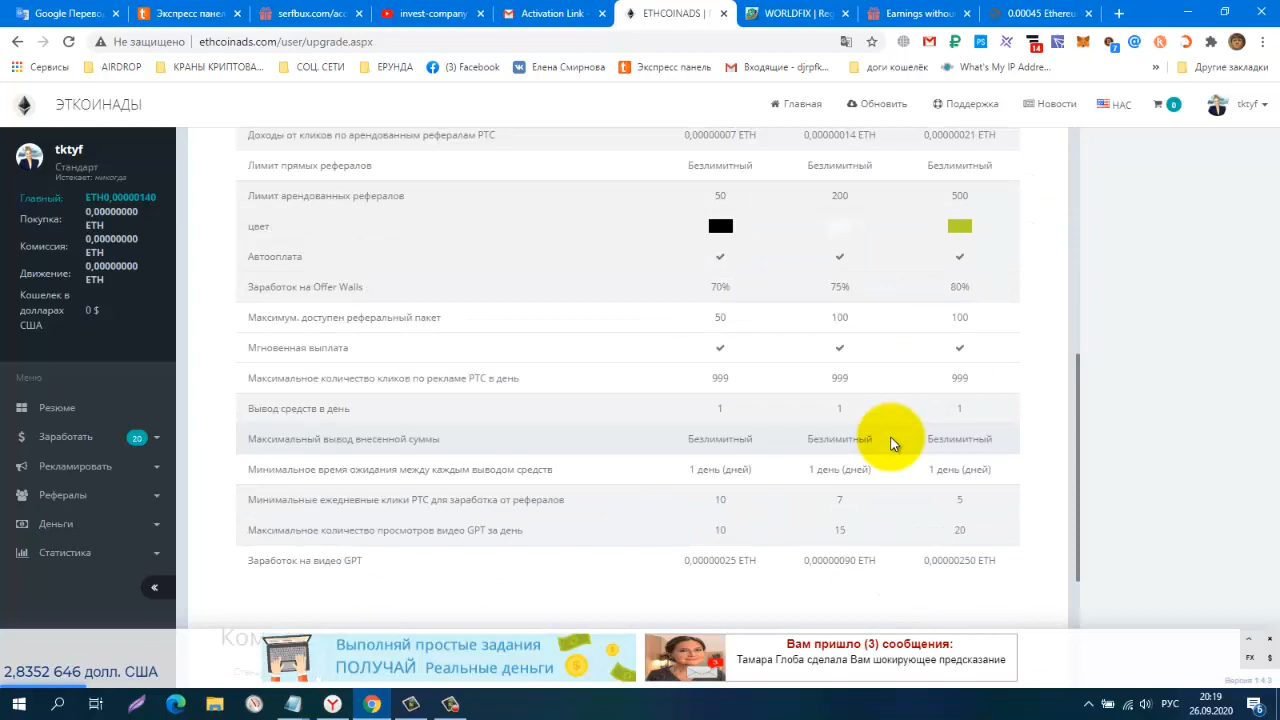 Экспресс панель
serfbux.com/acc
invest-company
Activation Link -
ETHCOINADS | 
WORLDFIX | Reg
Earnings withou
0.00045 Ethereu
Не защищено
ethcoinads.com/user/upgrade.aspx
14
7
Сервисы
AIRDROP
КРАНЫ КРИПТОВА...
СОЦ. СЕТИ
ЕРУНДА
(3) Facebook
Елена Смирнова
Экспресс панель
Входящие - djrpfk...
доги кошелёк
What's My IP Addre...
»
Другие закладки
ЭТКОИНАДЫ
Главная
Обновить
Поддержка
Новости
НАС
0
tktyf
tktyf
Стандарт
Истекает: никогда
Главный: ETH0,00000140
Покупка: 0,00000000 ETH
Комиссия: 0,00000000 ETH
Движение: 0,00000000 ETH
Кошелек в долларах США 0 $
Меню
Резюме
Заработать 20
Рекламировать
Рефералы
Деньги
Статистика
«
Доходы от кликов по арендованным рефералам PTC 0,00000007 ETH 0,00000014 ETH 0,00000021 ETH
Лимит прямых рефералов Безлимитный Безлимитный Безлимитный
Лимит арендованных рефералов 50 200 500
цвет
Автооплата
Заработок на Offer Walls 70% 75% 80%
Максимум. доступен реферальный пакет 50 100 100
Мгновенная выплата
Максимальное количество кликов по рекламе PTC в день 999 999 999
Вывод средств в день 1 1 1
Максимальный вывод внесенной суммы Безлимитный Безлимитный Безлимитный
Минимальное время ожидания между каждым выводом средств 1 день (дней) 1 день (дней) 1 день (дней)
Минимальные ежедневные клики PTC для заработка от рефералов 10 7 5
Максимальное количество просмотров видео GPT за день 10 15 20
Заработок на видео GPT 0,00000025 ETH 0,00000090 ETH 0,00000250 ETH
Выполняй простые задания
ПОЛУЧАЙ Реальные деньги
Вам пришло (3) сообщения:
Тамара Глоба сделала Вам шокирующее предсказание
FX $
2,8352 646 долл. США
Версия 1.4.3
РУС
20:19
26.09.2020